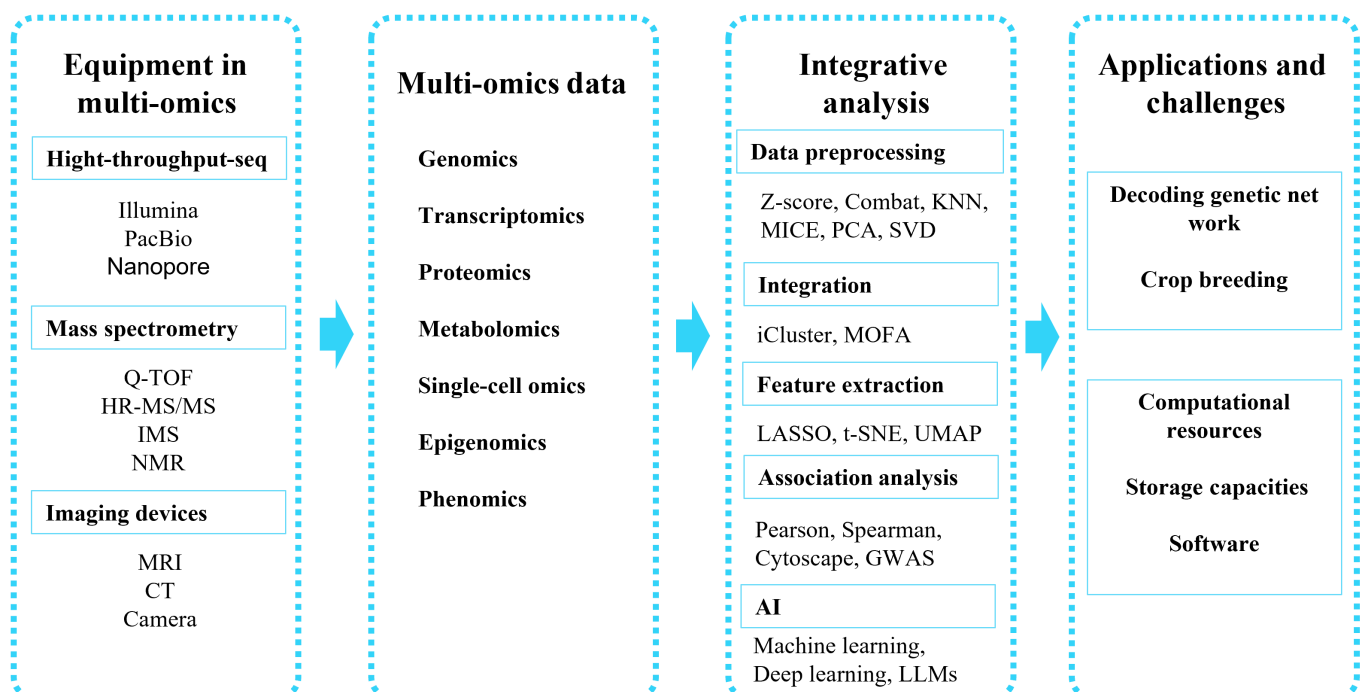 Equipment in
multi-omics
Hight-throughput-seq
Illumina
PacBio
Nanopore
Mass spectrometry
Q-TOF
HR-MS/MS
IMS
NMR
Imaging devices
MRI
CT
Camera
Multi-omics data
Genomics
Transcriptomics
Proteomics
Metabolomics
Single-cell omics
Epigenomics
Phenomics
Integrative
analysis
Data preprocessing
Z-score, Combat, KNN,
MICE, PCA, SVD
Integration
iCluster, MOFA
Feature extraction
LASSO, t-SNE, UMAP
Association analysis
Pearson, Spearman,
Cytoscape, GWAS
AI
Machine learning,
Deep learning, LLMs
Applications and
challenges
Decoding genetic net
work
Crop breeding
Computational
resources
Storage capacities
Software